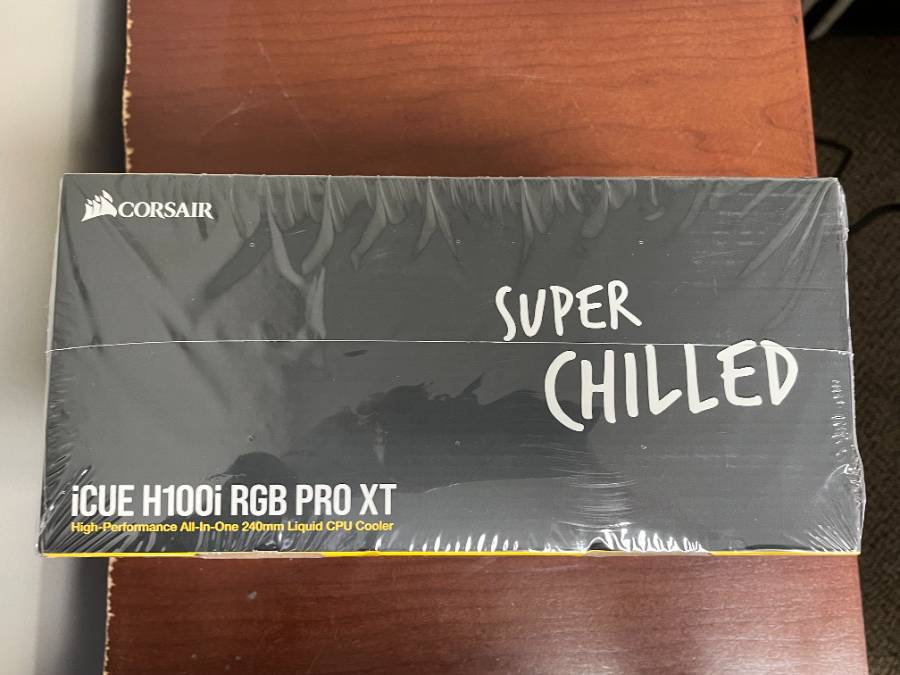 CORSAIR
SUPER
CHILLED
iCUE H100i RGB PRO XT
High-Performance All-In-One 240mm Liquid CPU Cooler